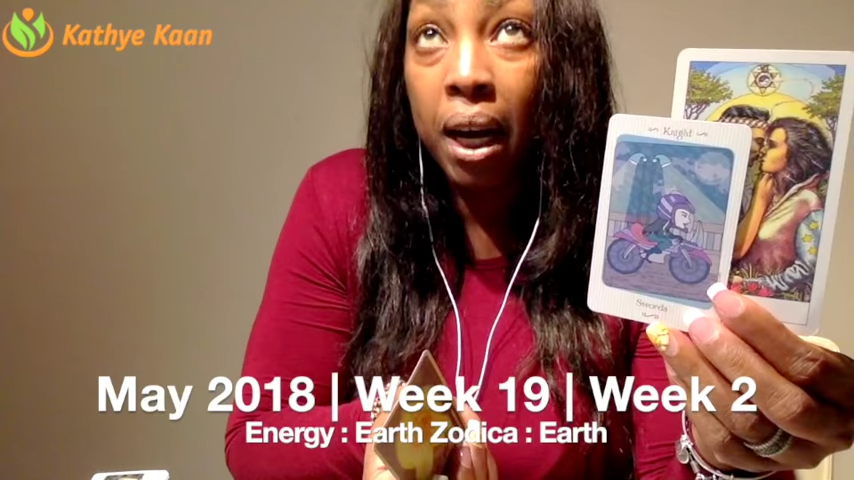 Kathye Kaan
Knight
Swords
May 2018 | Week 19 | Week 2
Energy : Earth Zodica : Earth